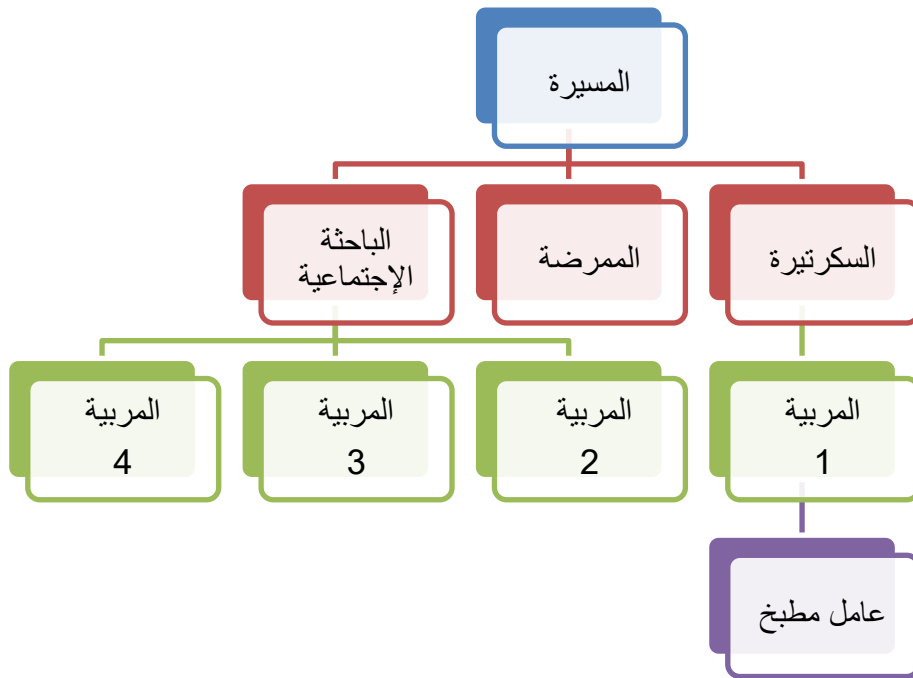 المسيرة
السكرتيرة
الممرضة
الباحثة
الإجتماعية
المربية
1
المربية
2
المربية
3
المربية
4
عامل مطبخ